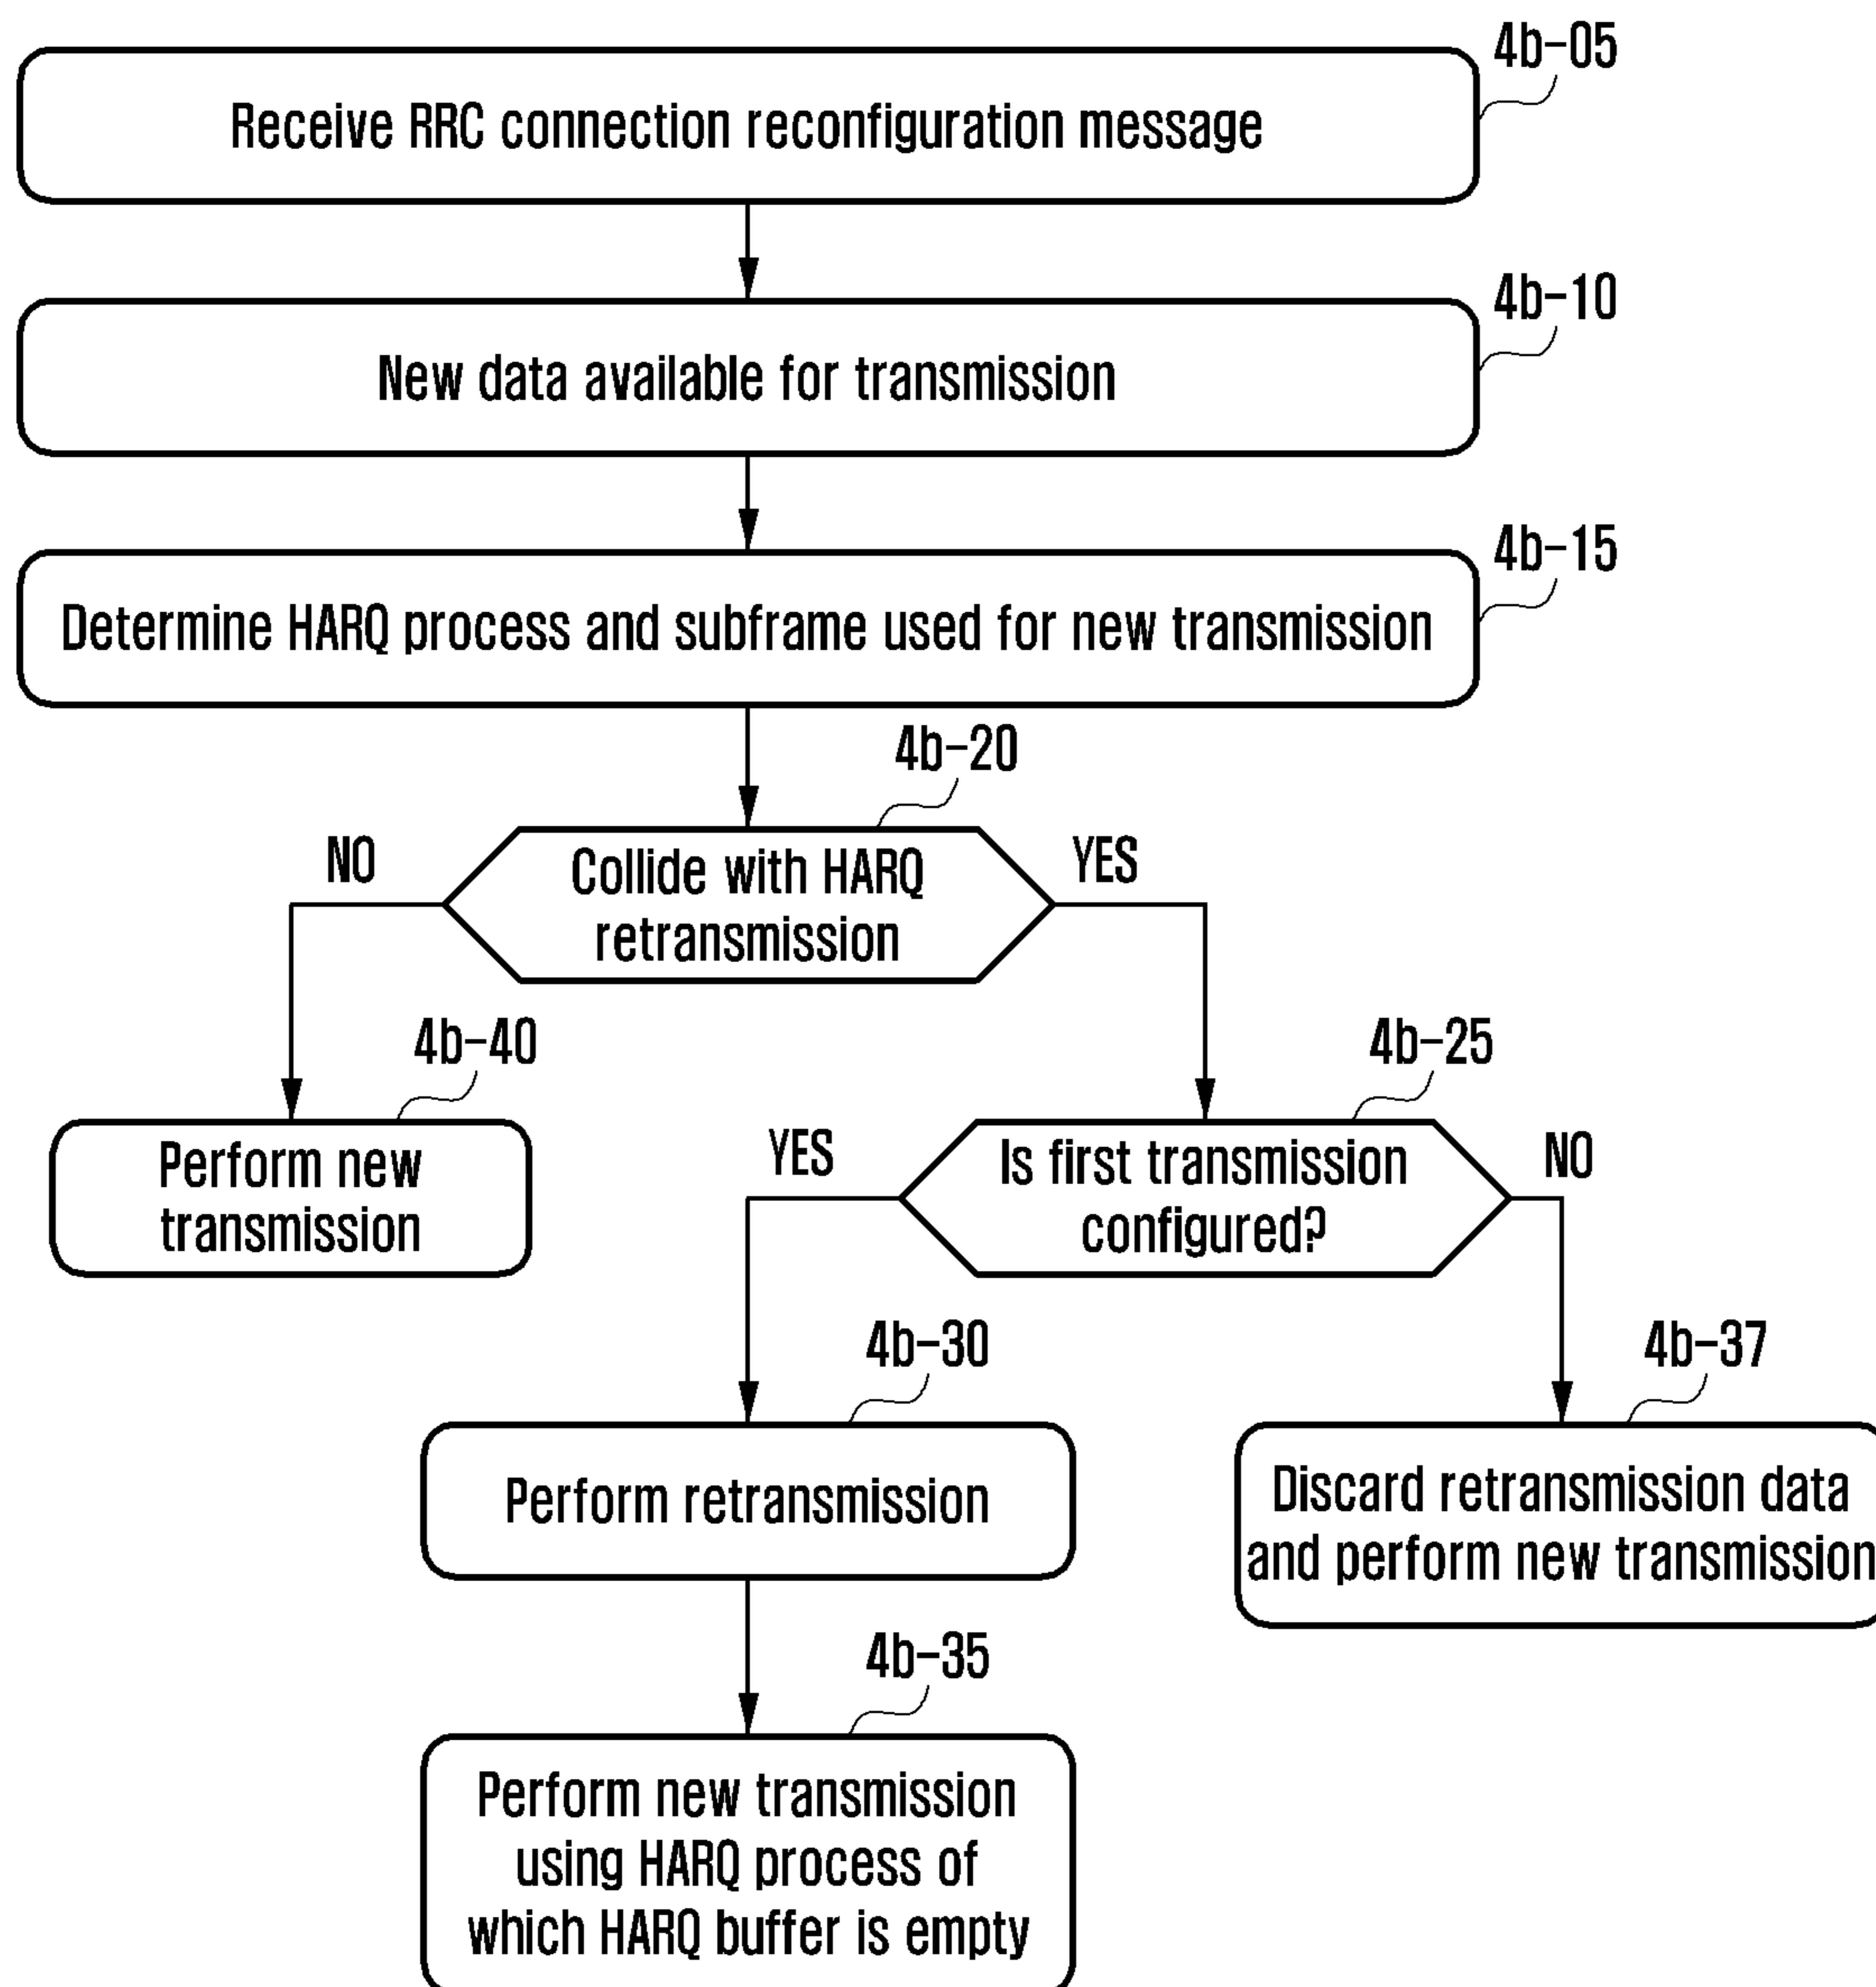 4b-05
Receive RRC connection reconfiguration message
4b-10
New data available for transmission
4b-15
Determine HARQ process and subframe used for new transmission
4b-20
NO
Collide with HARQ
retransmission
YES
4b-40
Perform new
transmission
4b-25
YES
Is first transmission
configured?
NO
4b-30
Perform retransmission
4b-37
Discard retransmission data
and perform new transmission
4b-35
Perform new transmission
using HARQ process of
which HARQ buffer is empty